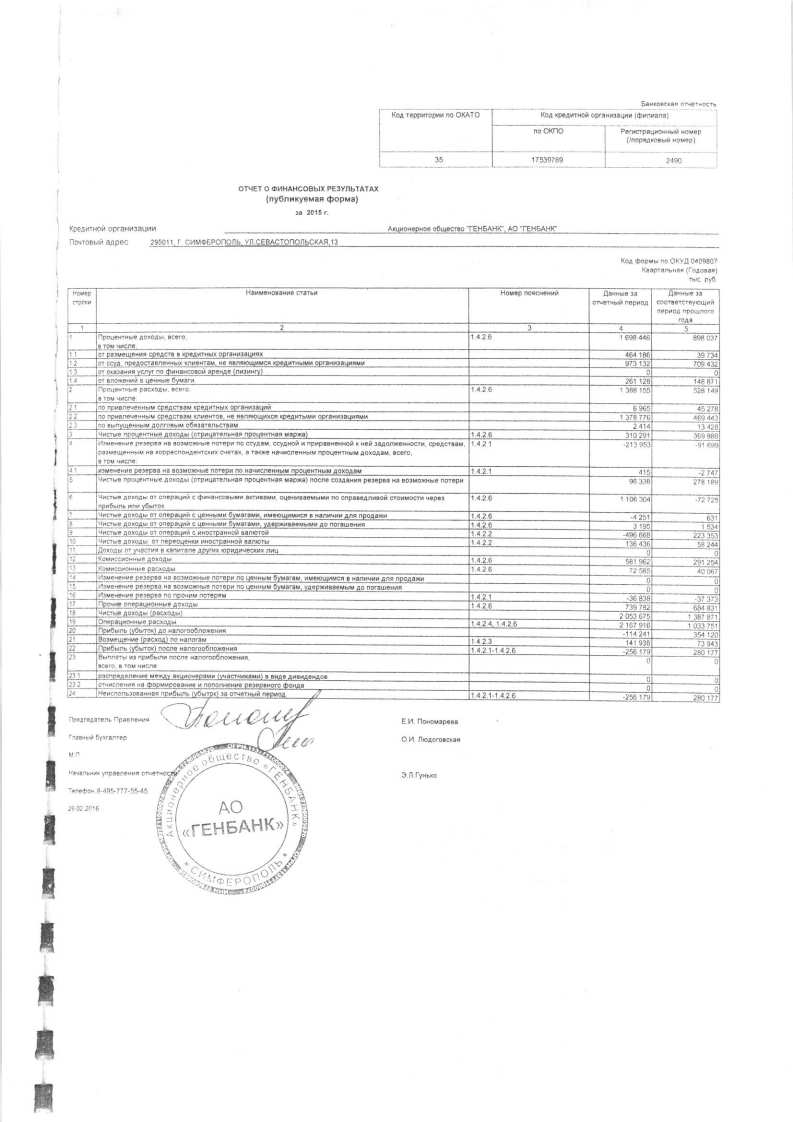 Банковская отчетность
Код территории по ОКАТО Код кредитной организации (филиала)
по ОКПО Регистрационный номер
(/порядковый номер)
35 17539789 2490
ОТЧЕТ О ФИНАНСОВЫХ РЕЗУЛЬТАТАХ
(публикуемая форма)
за 2015 г.
Кредитной организации Акционерное общество "ГЕНБАНК", АО "ГЕНБАНК"
Почтовый адрес 295011, Г. СИМФЕРОПОЛЬ, УЛ.СЕВАСТОПОЛЬСКАЯ,13
Код формы по ОКУД 0409807
Квартальная (Годовая)
тыс. руб.
Номер Наименование статьи Номер пояснений Данные за Данные за
строки отчетный период соответствующий
период прошлого
года
1 2 3 4 5
1 Процентные доходы, всего, 1.4.2.6 1 698 446 898 037
в том числе:
1.1 от размещения средств в кредитных организациях 464 186 39 734
1.2 от ссуд, предоставленных клиентам, не являющимся кредитными организациями 973 132 709 432
1.3 от оказания услуг по финансовой аренде (лизингу) 0 0
1.4 от вложений в ценные бумаги 261 128 148 871
2 Процентные расходы, всего, 1.4.2.6 1 388 155 528 149
в том числе:
2.1 по привлеченным средствам кредитных организаций 6 965 45 278
2.2 по привлеченным средствам клиентов, не являющихся кредитными организациями 1 378 776 469 443
2.3 по выпущенным долговым обязательствам 2 414 13 428
3 Чистые процентные доходы (отрицательная процентная маржа) 1.4.2.6 310 291 369 888
4 Изменение резерва на возможные потери по ссудам, ссудной и приравненной к ней задолженности, средствам, 1.4.2.1 -213 953 -91 699
размещенным на корреспондентских счетах, а также начисленным процентным доходам, всего,
в том числе:
4.1 изменение резерва на возможные потери по начисленным процентным доходам 1.4.2.1 415 -2 747
5 Чистые процентные доходы (отрицательная процентная маржа) после создания резерва на возможные потери 96 338 278 189
6 Чистые доходы от операций с финансовыми активами, оцениваемыми по справедливой стоимости через 1.4.2.6 1 106 304 -72 725
прибыль или убыток
7 Чистые доходы от операций с ценными бумагами, имеющимися в наличии для продажи 1.4.2.6 -4 251 631
8 Чистые доходы от операций с ценными бумагами, удерживаемыми до погашения 1.4.2.6 3 195 1 534
9 Чистые доходы от операций с иностранной валютой 1.4.2.2 -496 668 223 353
10 Чистые доходы от переоценки иностранной валюты 1.4.2.2 136 436 58 244
11 Доходы от участия в капитале других юридических лиц 0 0
12 Комиссионные доходы 1.4.2.6 581 962 291 254
13 Комиссионные расходы 1.4.2.6 72 585 40 067
14 Изменение резерва на возможные потери по ценным бумагам, имеющимся в наличии для продажи 0 0
15 Изменение резерва на возможные потери по ценным бумагам, удерживаемым до погашения 0 0
16 Изменение резерва по прочим потерям 1.4.2.1 -36 838 -37 373
17 Прочие операционные доходы 1.4.2.6 739 782 684 831
18 Чистые доходы (расходы) 2 053 675 1 387 871
19 Операционные расходы 1.4.2.4, 1.4.2.6 2 167 916 1 033 751
20 Прибыль (убыток) до налогообложения -114 241 354 120
21 Возмещение (расход) по налогам 1.4.2.3 141 938 73 943
22 Прибыль (убыток) после налогообложения 1.4.2.1-1.4.2.6 -256 179 280 177
23 Выплаты из прибыли после налогообложения, 0 0
всего, в том числе
23.1 распределение между акционерами (участниками) в виде дивидендов 0 0
23.2 отчисления на формирование и пополнение резервного фонда 0 0
24 Неиспользованная прибыль (убыток) за отчетный период 1.4.2.1-1.4.2.6 -256 179 280 177
Председатель Правления Е.И. Пономарева
Главный бухгалтер О.И. Людоговская
М.П.
Начальник управления отчетности Э.Л.Гунько
Телефон: 8-495-777-55-45
29.02.2016
Акционерное общество «ГЕНБАНК»
АО
«ГЕНБАНК»
* СИМФЕРОПОЛЬ *